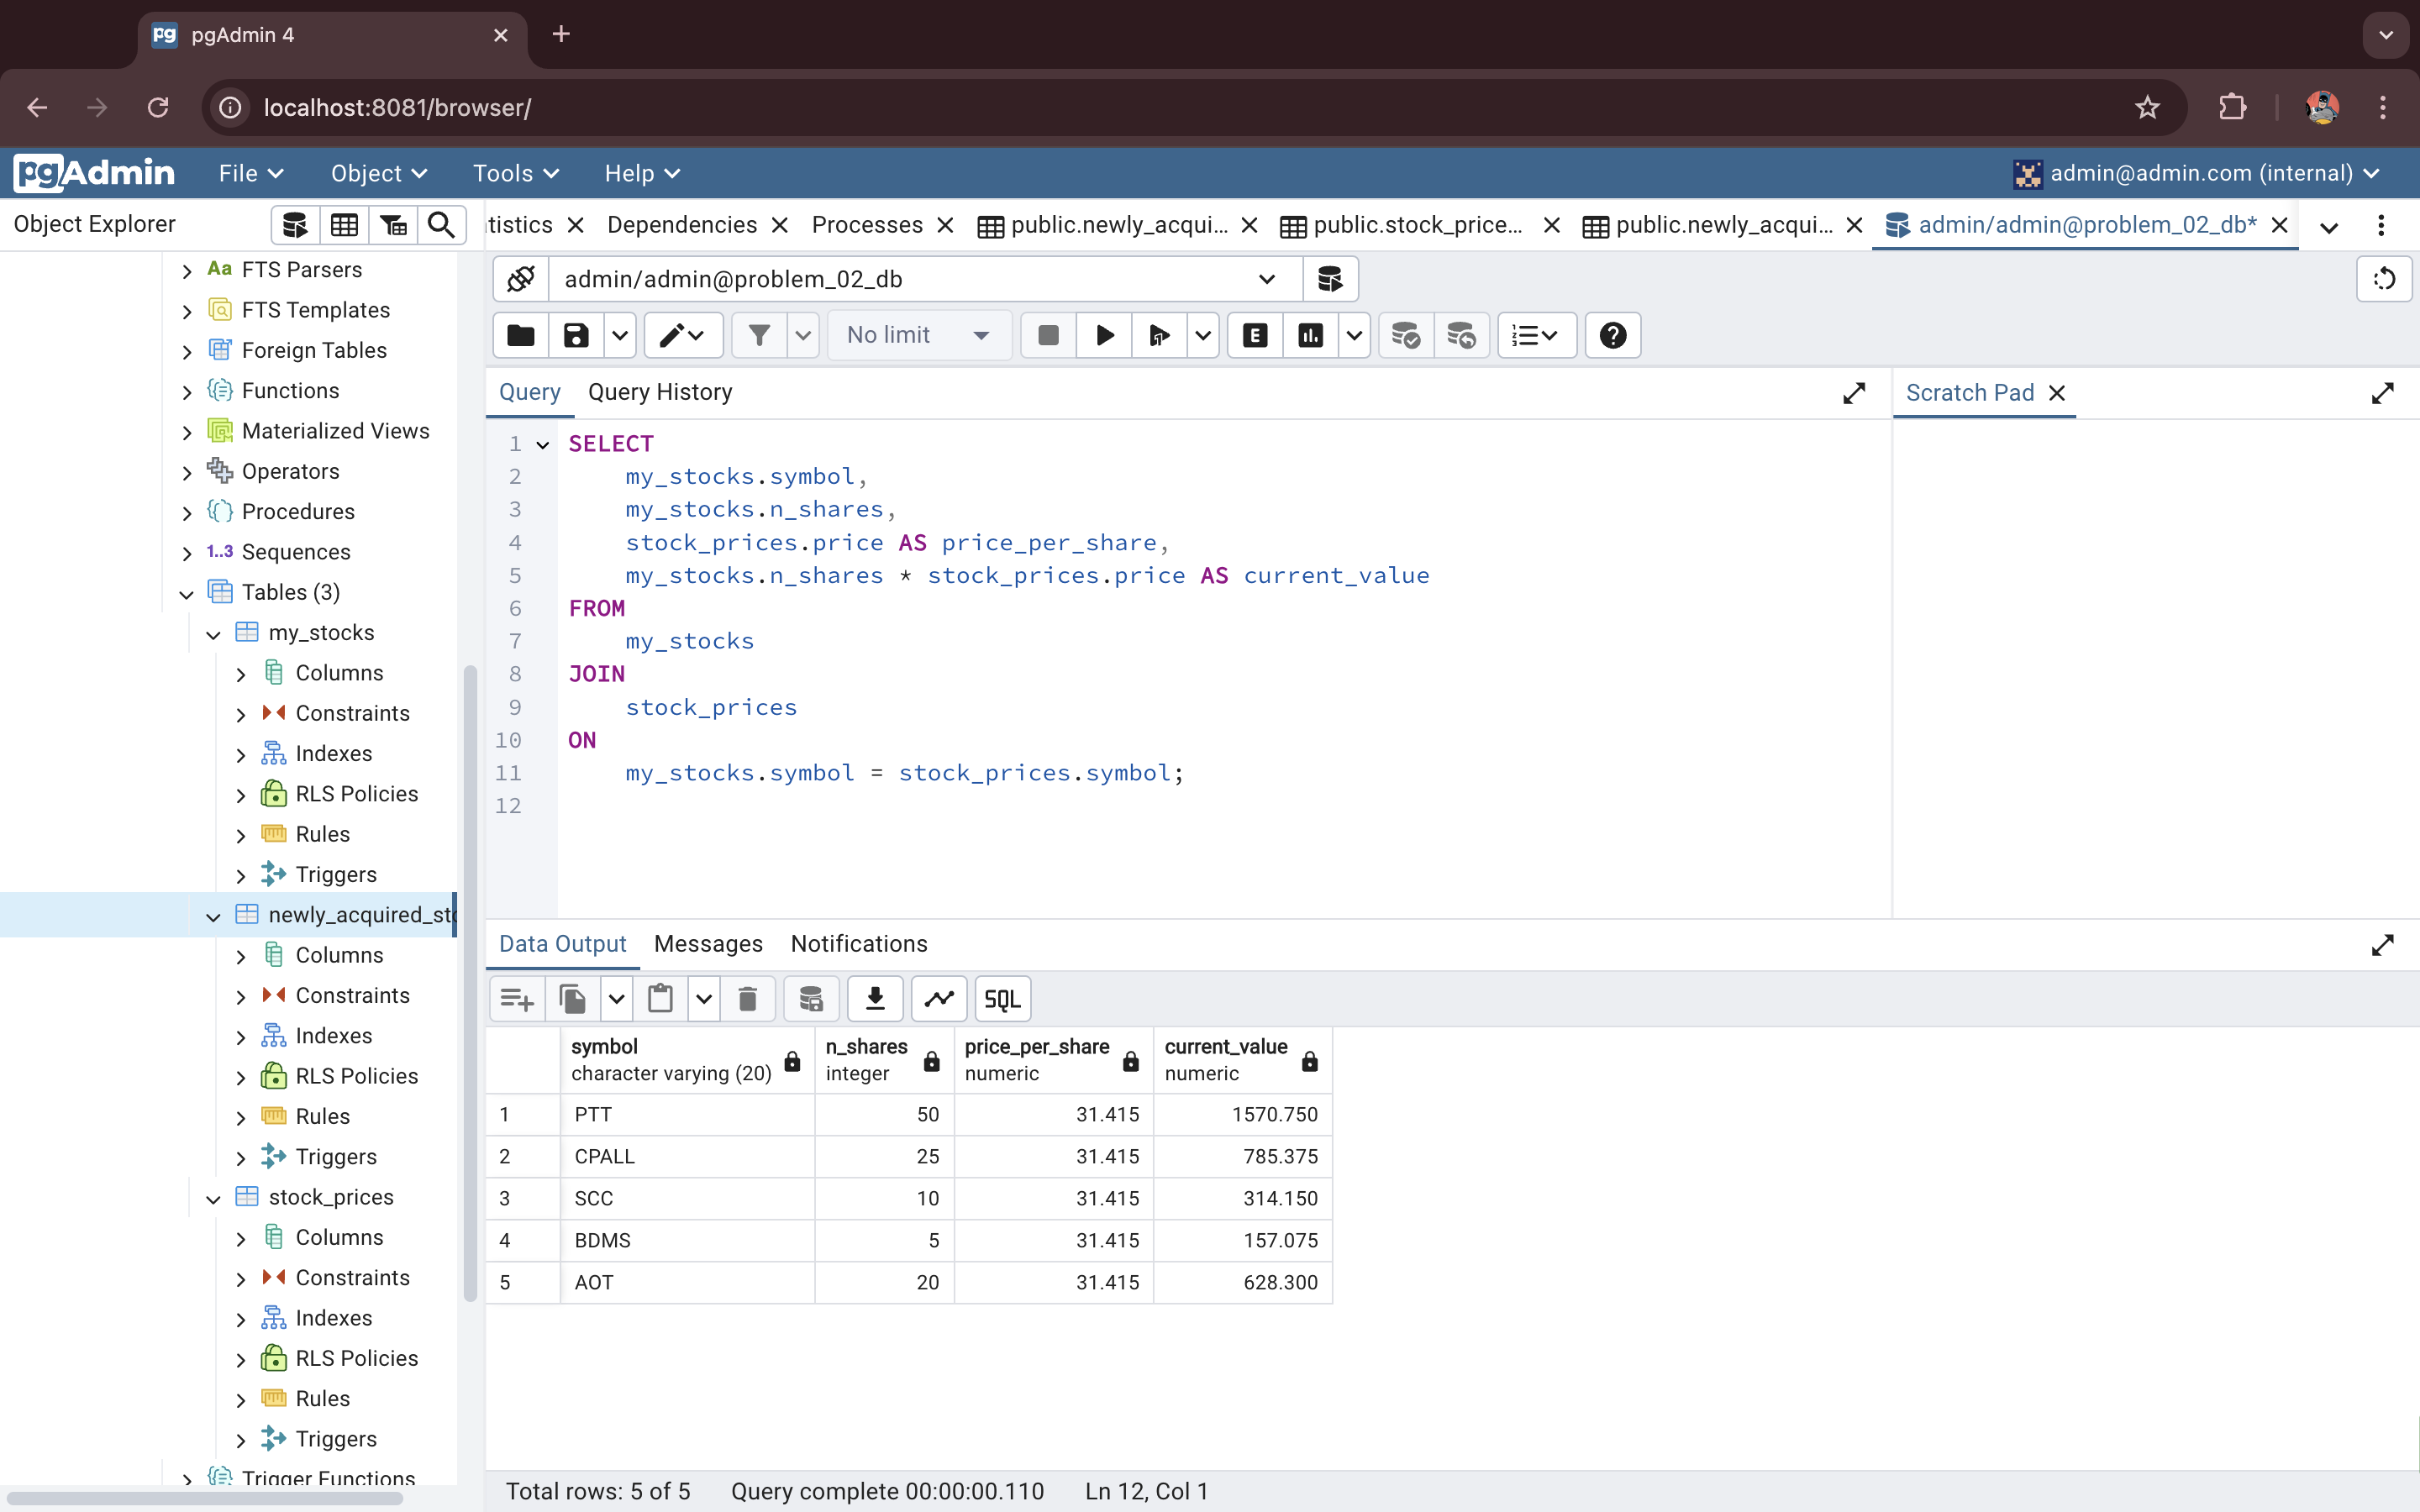 pgAdmin 4
localhost:8081/browser/
pgAdmin File Object Tools Help admin@admin.com (internal)
Object Explorer
tistics Dependencies Processes public.newly_acqui... public.stock_price... public.newly_acqui... admin/admin@problem_02_db*
FTS Parsers
FTS Templates
Foreign Tables
Functions
Materialized Views
Operators
Procedures
1..3 Sequences
Tables (3)
my_stocks
Columns
Constraints
Indexes
RLS Policies
Rules
Triggers
newly_acquired_sto
Columns
Constraints
Indexes
RLS Policies
Rules
Triggers
stock_prices
Columns
Constraints
Indexes
RLS Policies
Rules
Triggers
Trigger Functions
admin/admin@problem_02_db
No limit
Query Query History
Scratch Pad
1 SELECT
2 my_stocks.symbol,
3 my_stocks.n_shares,
4 stock_prices.price AS price_per_share,
5 my_stocks.n_shares * stock_prices.price AS current_value
6 FROM
7 my_stocks
8 JOIN
9 stock_prices
10 ON
11 my_stocks.symbol = stock_prices.symbol;
12
Data Output Messages Notifications
SQL
symbol n_shares price_per_share current_value
character varying (20) integer numeric numeric
1 PTT 50 31.415 1570.750
2 CPALL 25 31.415 785.375
3 SCC 10 31.415 314.150
4 BDMS 5 31.415 157.075
5 AOT 20 31.415 628.300
Total rows: 5 of 5 Query complete 00:00:00.110 Ln 12, Col 1